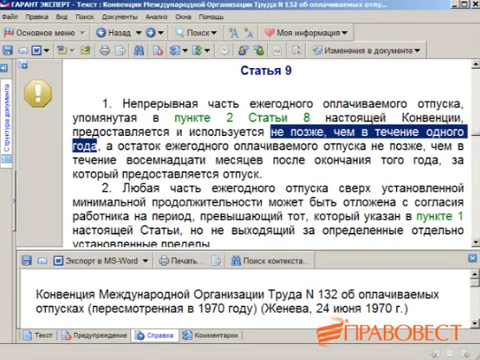 ГАРАНТ ЭКСПЕРТ - Текст : Конвенция Международной Организации Труда N 132 об оплачиваемых отпу...
Файл Правка Вид Поиск Документы Анализ Окна Помощь
Основное меню Назад Поиск Моя информация
Изменения в документе
Структура документа
Статья 9
1. Непрерывная часть ежегодного оплачиваемого отпуска,
упомянутая в пункте 2 Статьи 8 настоящей Конвенции,
предоставляется и используется не позже, чем в течение одного
года, а остаток ежегодного оплачиваемого отпуска не позже, чем в
течение восемнадцати месяцев после окончания того года, за
который предоставляется отпуск.
2. Любая часть ежегодного отпуска сверх установленной
минимальной продолжительности может быть отложена с согласия
работника на период, превышающий тот, который указан в пункте 1
настоящей Статьи, но не выходящий за определенные отдельно
установленные пределы.
Экспорт в MS-Word Печать... Поиск контекста...
Конвенция Международной Организации Труда N 132 об оплачиваемых
отпусках (пересмотренная в 1970 году) (Женева, 24 июня 1970 г.)
ПРАВОВЕСТ
Текст Предупреждение Справка Комментарии